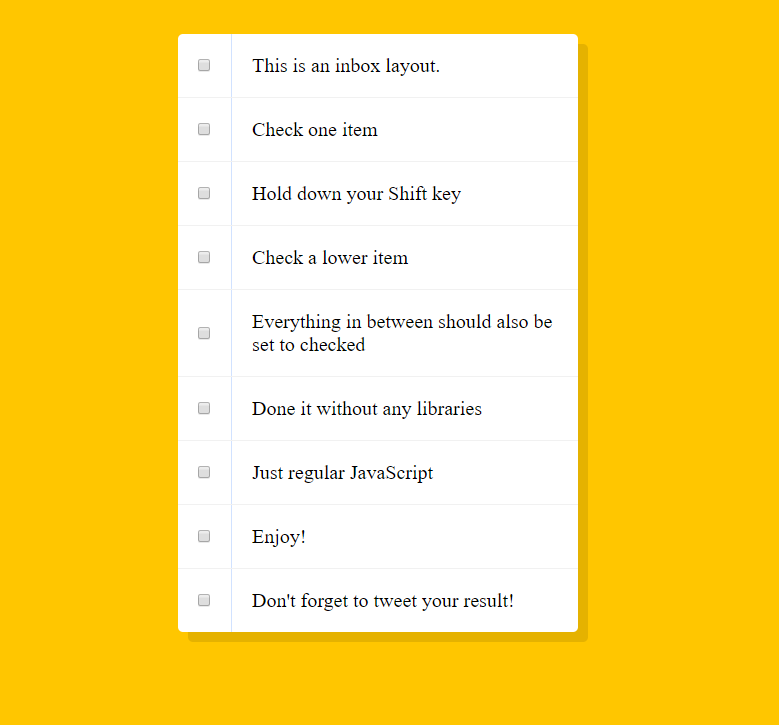 This is an inbox layout.
Check one item
Hold down your Shift key
Check a lower item
Everything in between should also be
set to checked
Done it without any libraries
Just regular JavaScript
Enjoy!
Don't forget to tweet your result!